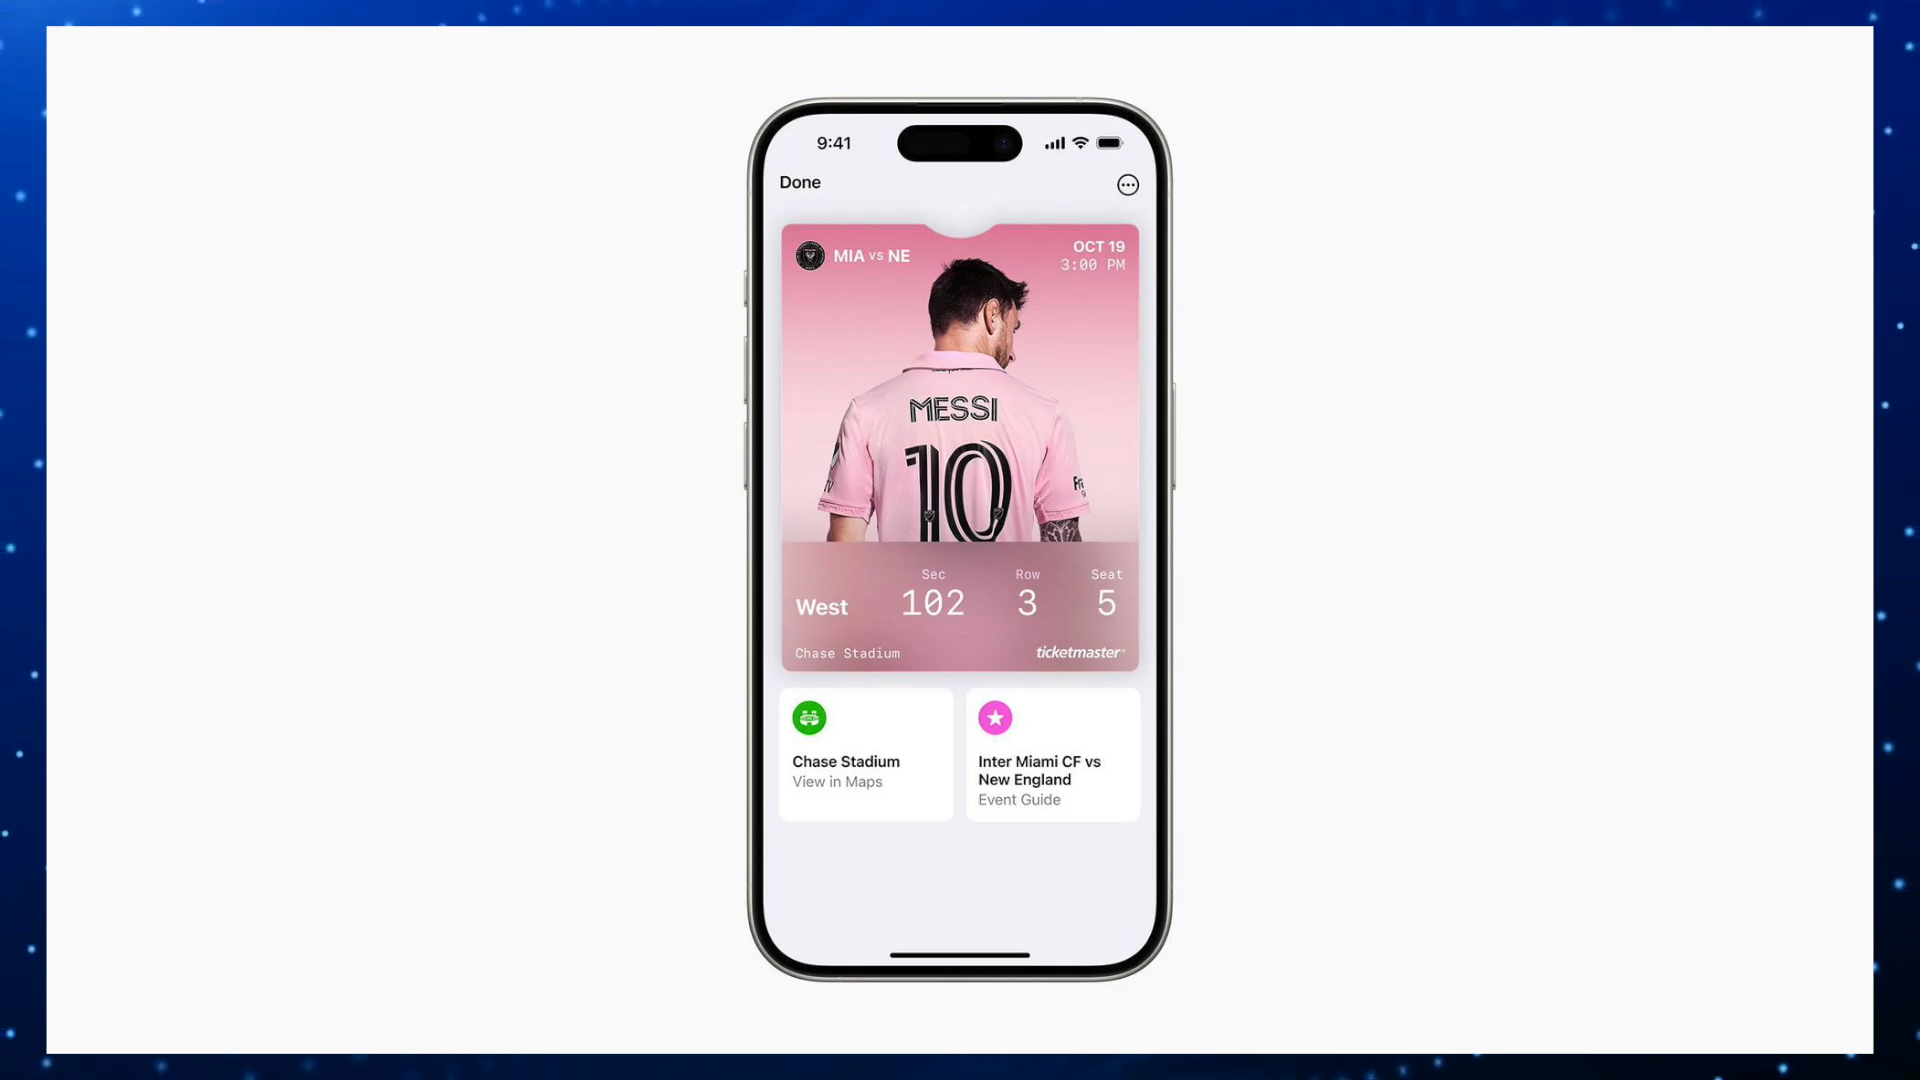 9:41
Done
MIA vs NE
OCT 19
3:00 PM
MESSI
10
Sec
Row
Seat
West
102
3
5
Chase Stadium
ticketmaster
Chase Stadium
View in Maps
Inter Miami CF vs
New England
Event Guide